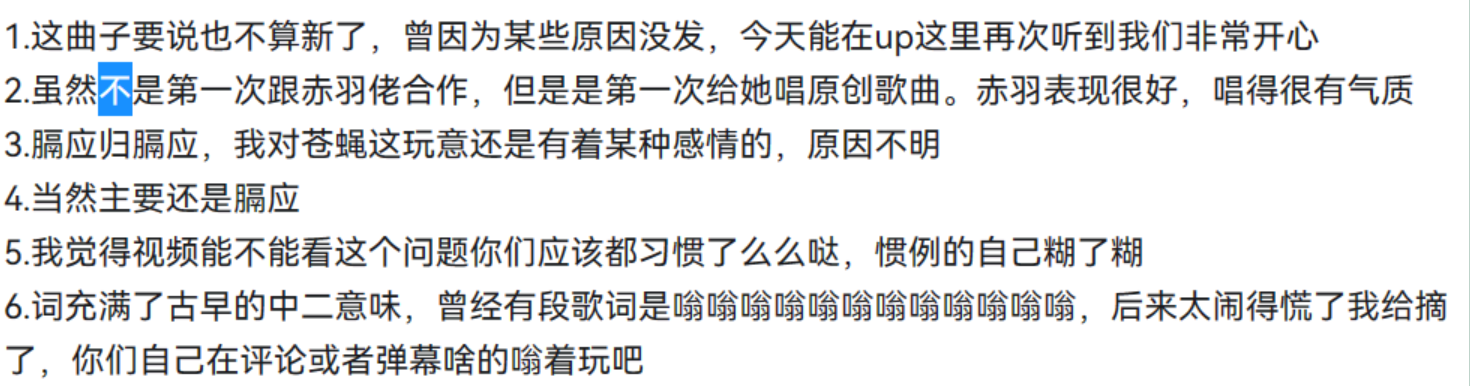 1.这曲子要说也不算新了，曾因为某些原因没发，今天能在up这里再次听到我们非常开心
2.虽然不是第一次跟赤羽佬合作，但是是第一次给她唱原创歌曲。赤羽表现很好，唱得很有气质
3.膈应归膈应，我对苍蝇这玩意还是有着某种感情的，原因不明
4.当然主要还是膈应
5.我觉得视频能不能看这个问题你们应该都习惯了么么哒，惯例的自己糊了糊
6.词充满了古早的中二意味，曾经有段歌词是嗡嗡嗡嗡嗡嗡嗡嗡嗡嗡嗡嗡，后来太闹得慌了我给摘
了，你们自己在评论或者弹幕啥的嗡着玩吧